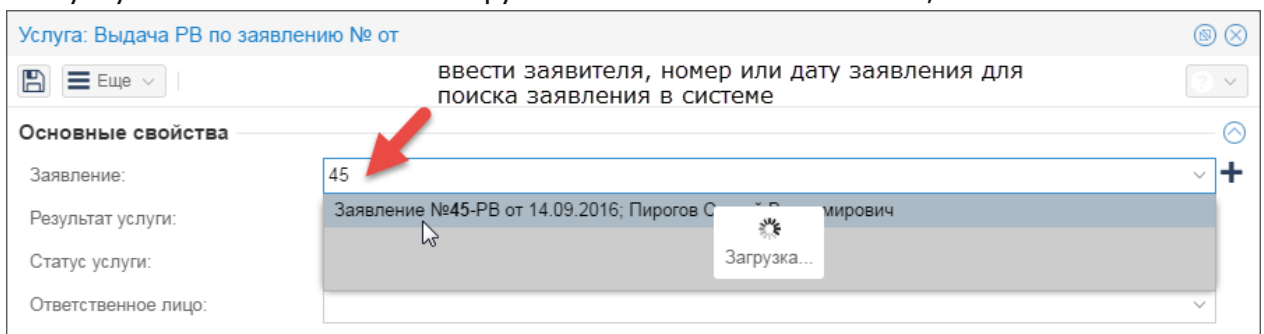 Услуга: Выдача РВ по заявлению № от
Еще
ввести заявителя, номер или дату заявления для
поиска заявления в системе
?
Основные свойства
Заявление:
45
Заявление №45-РВ от 14.09.2016; Пирогов
Результат услуги:
Загрузка...
Статус услуги:
Ответственное лицо: